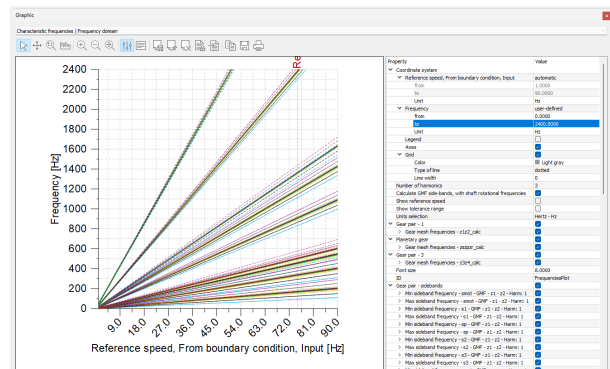 Graphic
Characteristic frequencies | Frequency domain
Re
2400
2200
2000
1800
1600
1400
1200
1000
800
600
400
200
0
Frequency [Hz]
9.0 18.0 27.0 36.0 45.0 54.0 63.0 72.0 81.0 90.0
Reference speed, From boundary condition, Input [Hz]
Property Value
Coordinate system
Reference speed, From boundary condition, Input automatic
from 1.0000
to 90.0000
Unit Hz
Frequency user-defined
from 0.0000
to 2400.0000
Unit Hz
Legend
Axes
Grid
Color Light gray
Type of line dotted
Line width 0
Number of harmonics 3
Calculate GMF side-bands, with shaft rotational frequencies
Show reference speed
Show tolerance range
Units selection Hertz - Hz
Gear pair - 1
Gear mesh frequencies - z1z2_calc
Planetary gear
Gear mesh frequencies - zszpzr_calc
Gear pair - 3
Gear mesh frequencies - z3z4_calc
Font size 8.0000
ID FrequenciesPlot
Gear pair - sidebands
Min sideband frequency - smot - GMF - z1 - z2 - Harm: 1
Max sideband frequency - smot - GMF - z1 - z2 - Harm: 1
Min sideband frequency - s1 - GMF - z1 - z2 - Harm: 1
Max sideband frequency - s1 - GMF - z1 - z2 - Harm: 1
Min sideband frequency - sp - GMF - z1 - z2 - Harm: 1
Max sideband frequency - sp - GMF - z1 - z2 - Harm: 1
Min sideband frequency - s2 - GMF - z1 - z2 - Harm: 1
Max sideband frequency - s2 - GMF - z1 - z2 - Harm: 1
Min sideband frequency - s3 - GMF - z1 - z2 - Harm: 1
Max sideband frequency - s3 - GMF - z1 - z2 - Harm: 1